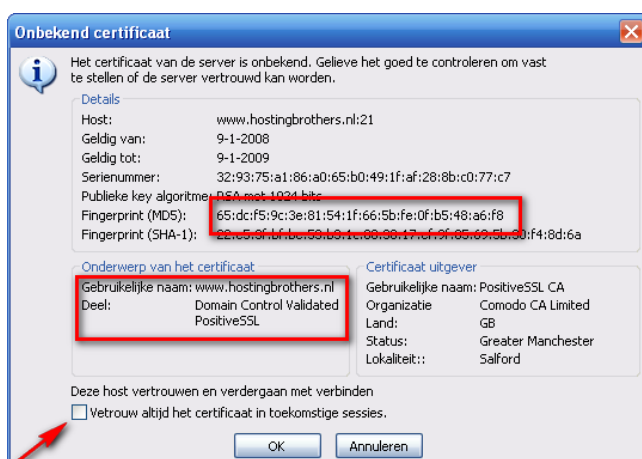 Onbekend certificaat
Het certificaat van de server is onbekend. Gelieve het goed te controleren om vast
te stellen of de server vertrouwd kan worden.
Details
Host: www.hostingbrothers.nl:21
Geldig van: 9-1-2008
Geldig tot: 9-1-2009
Serienummer: 32:93:75:a1:86:a0:65:b0:49:1f:af:28:8b:c0:77:c7
Publieke key algoritme: RSA met 1024 bits
Fingerprint (MD5): 65:dc:f5:9c:3e:81:54:1f:66:5b:fe:0f:b5:48:a6:f8
Fingerprint (SHA-1):
Onderwerp van het certificaat
Gebruikelijke naam: www.hostingbrothers.nl
Deel: Domain Control Validated
PositiveSSL
Certificaat uitgever
Gebruikelijke naam: PositiveSSL CA
Organizatie Comodo CA Limited
Land: GB
Status: Greater Manchester
Lokaliteit:: Salford
Deze host vertrouwen en verdergaan met verbinden
Vetrouw altijd het certificaat in toekomstige sessies.
OK
Annuleren